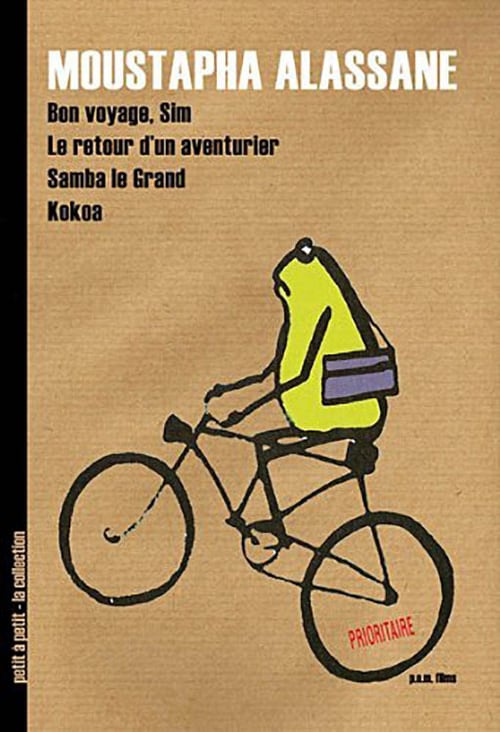 MOUSTAPHA ALASSANE
Bon voyage, Sim
Le retour d'un aventurier
Samba le Grand
Kokoa
PRIORITAIRE
p.o.m. films
petit à petit - la collection